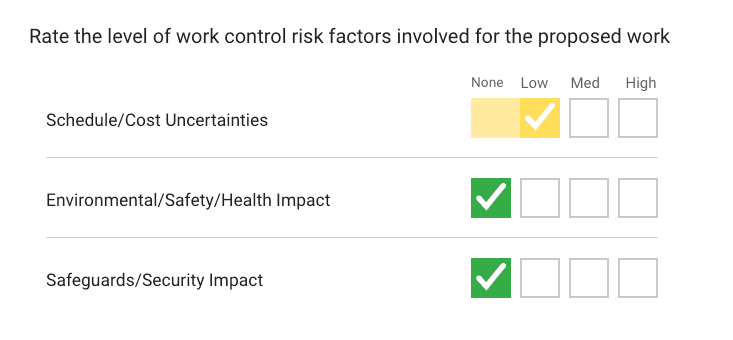 Rate the level of work control risk factors involved for the proposed work
None Low Med High
Schedule/Cost Uncertainties
Environmental/Safety/Health Impact
Safeguards/Security Impact